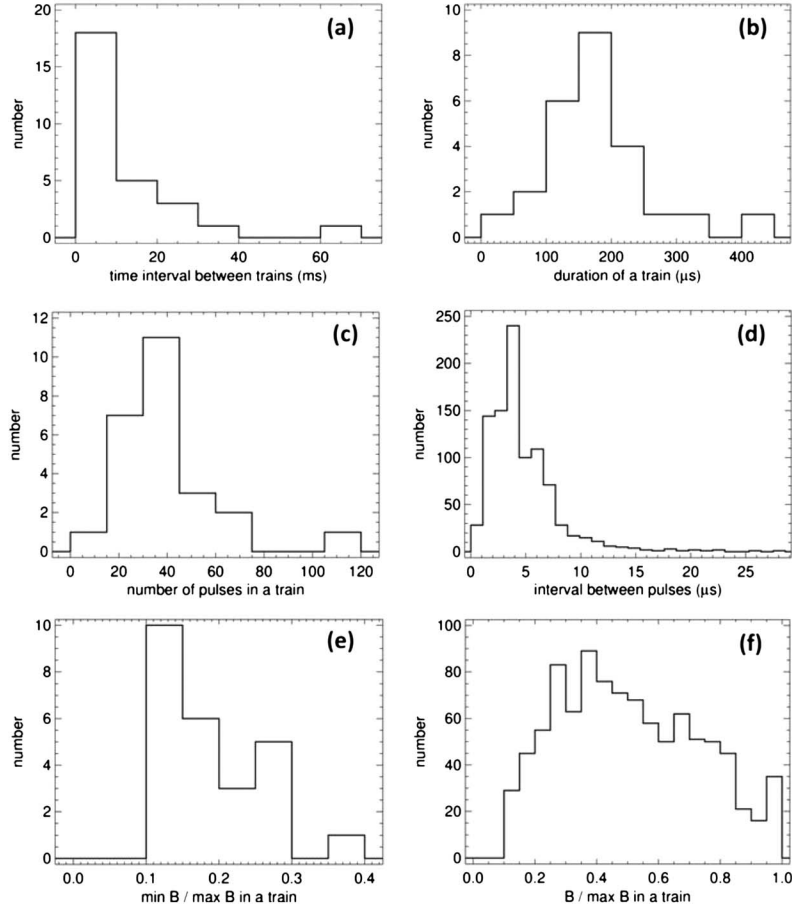 20
15
10
5
0
number
(a)
0 20 40 60
time interval between trains (ms)
10
8
6
4
2
0
number
(b)
0 100 200 300 400
duration of a train (μs)
12
10
8
6
4
2
0
number
(c)
0 20 40 60 80 100 120
number of pulses in a train
250
200
150
100
50
0
number
(d)
0 5 10 15 20 25
interval between pulses (μs)
10
8
6
4
2
0
number
(e)
0.0 0.1 0.2 0.3 0.4
min B / max B in a train
100
80
60
40
20
0
number
(f)
0.0 0.2 0.4 0.6 0.8 1.0
B / max B in a train